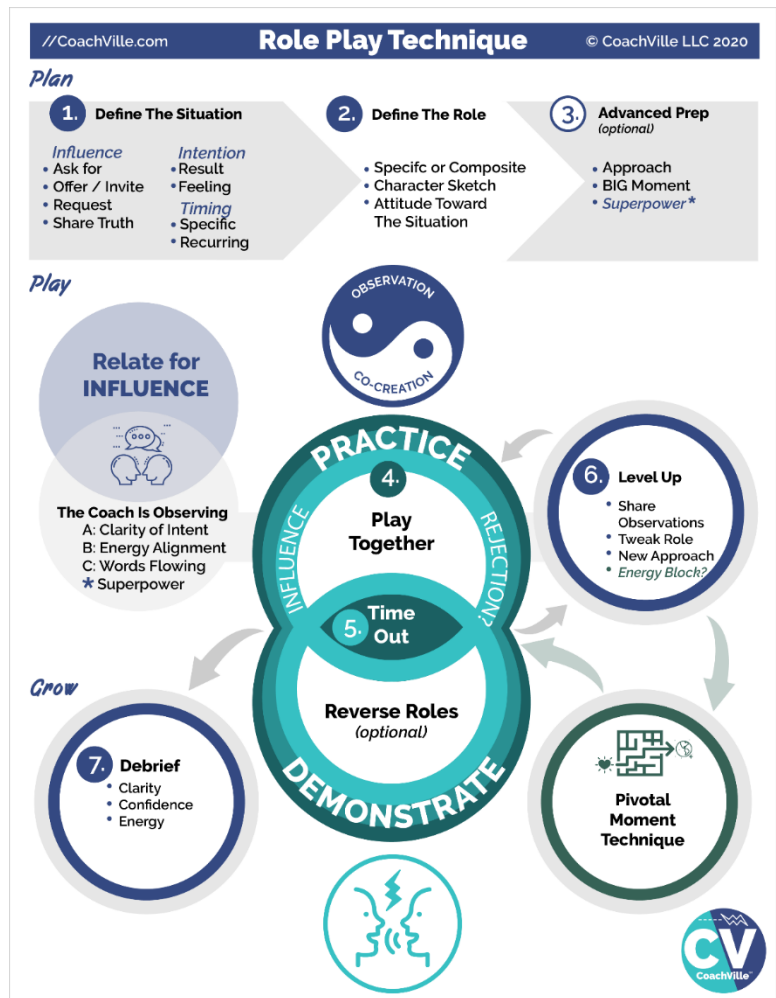 //CoachVille.com
Role Play Technique
© CoachVille LLC 2020
Plan
1.
Define The Situation
Influence
• Ask for
• Offer / Invite
• Request
• Share Truth
Intention
• Result
• Feeling
Timing
• Specific
• Recurring
2.
Define The Role
• Specifc or Composite
• Character Sketch
• Attitude Toward
The Situation
3.
Advanced Prep
(optional)
• Approach
• BIG Moment
• Superpower*
Play
OBSERVATION
CO-CREATION
Relate for
INFLUENCE
The Coach Is Observing
A: Clarity of Intent
B: Energy Alignment
C: Words Flowing
* Superpower
PRACTICE
INFLUENCE
REJECTION?
4.
Play
Together
5.
Time
Out
Reverse Roles
(optional)
DEMONSTRATE
6.
Level Up
• Share
Observations
• Tweak Role
• New Approach
• Energy Block?
Grow
7.
Debrief
• Clarity
• Confidence
• Energy
Pivotal
Moment
Technique
CV
CoachVille™